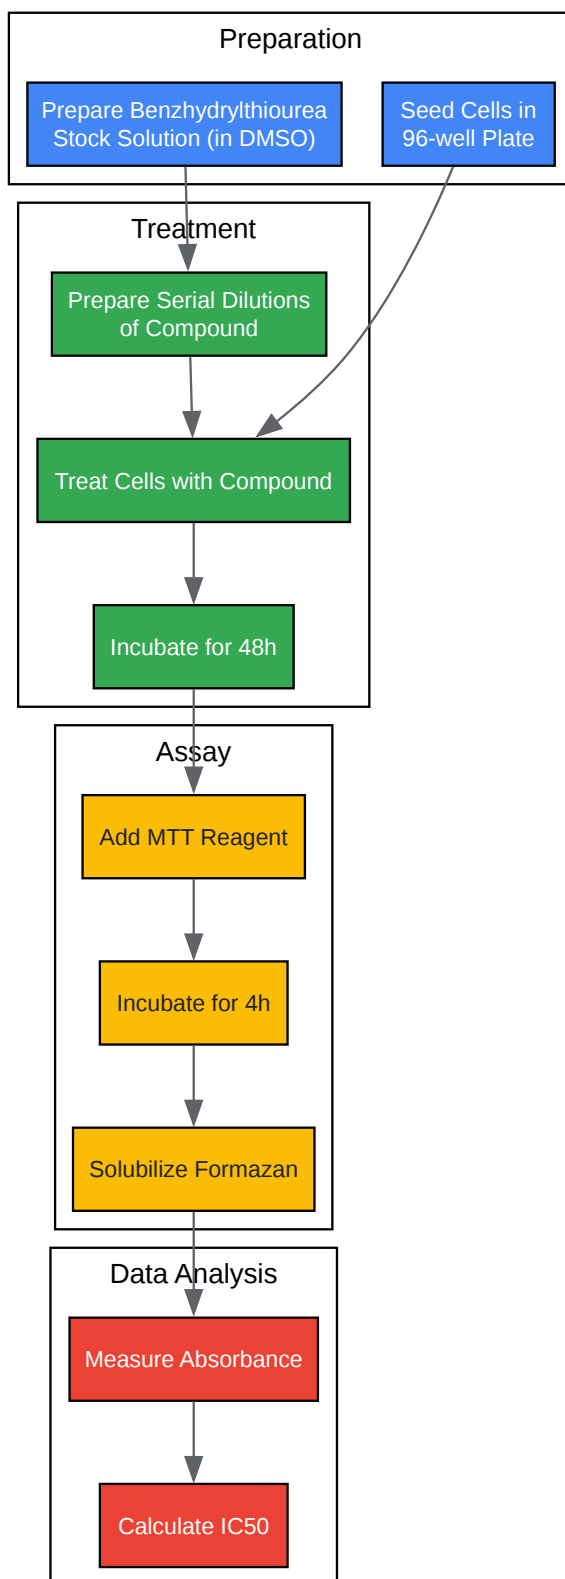 Preparation
Prepare Benzhydrylthiourea
Stock Solution (in DMSO)
Seed Cells in
96-well Plate
Treatment
Prepare Serial Dilutions
of Compound
Treat Cells with Compound
Incubate for 48h
Assay
Add MTT Reagent
Incubate for 4h
Solubilize Formazan
Data Analysis
Measure Absorbance
Calculate IC50